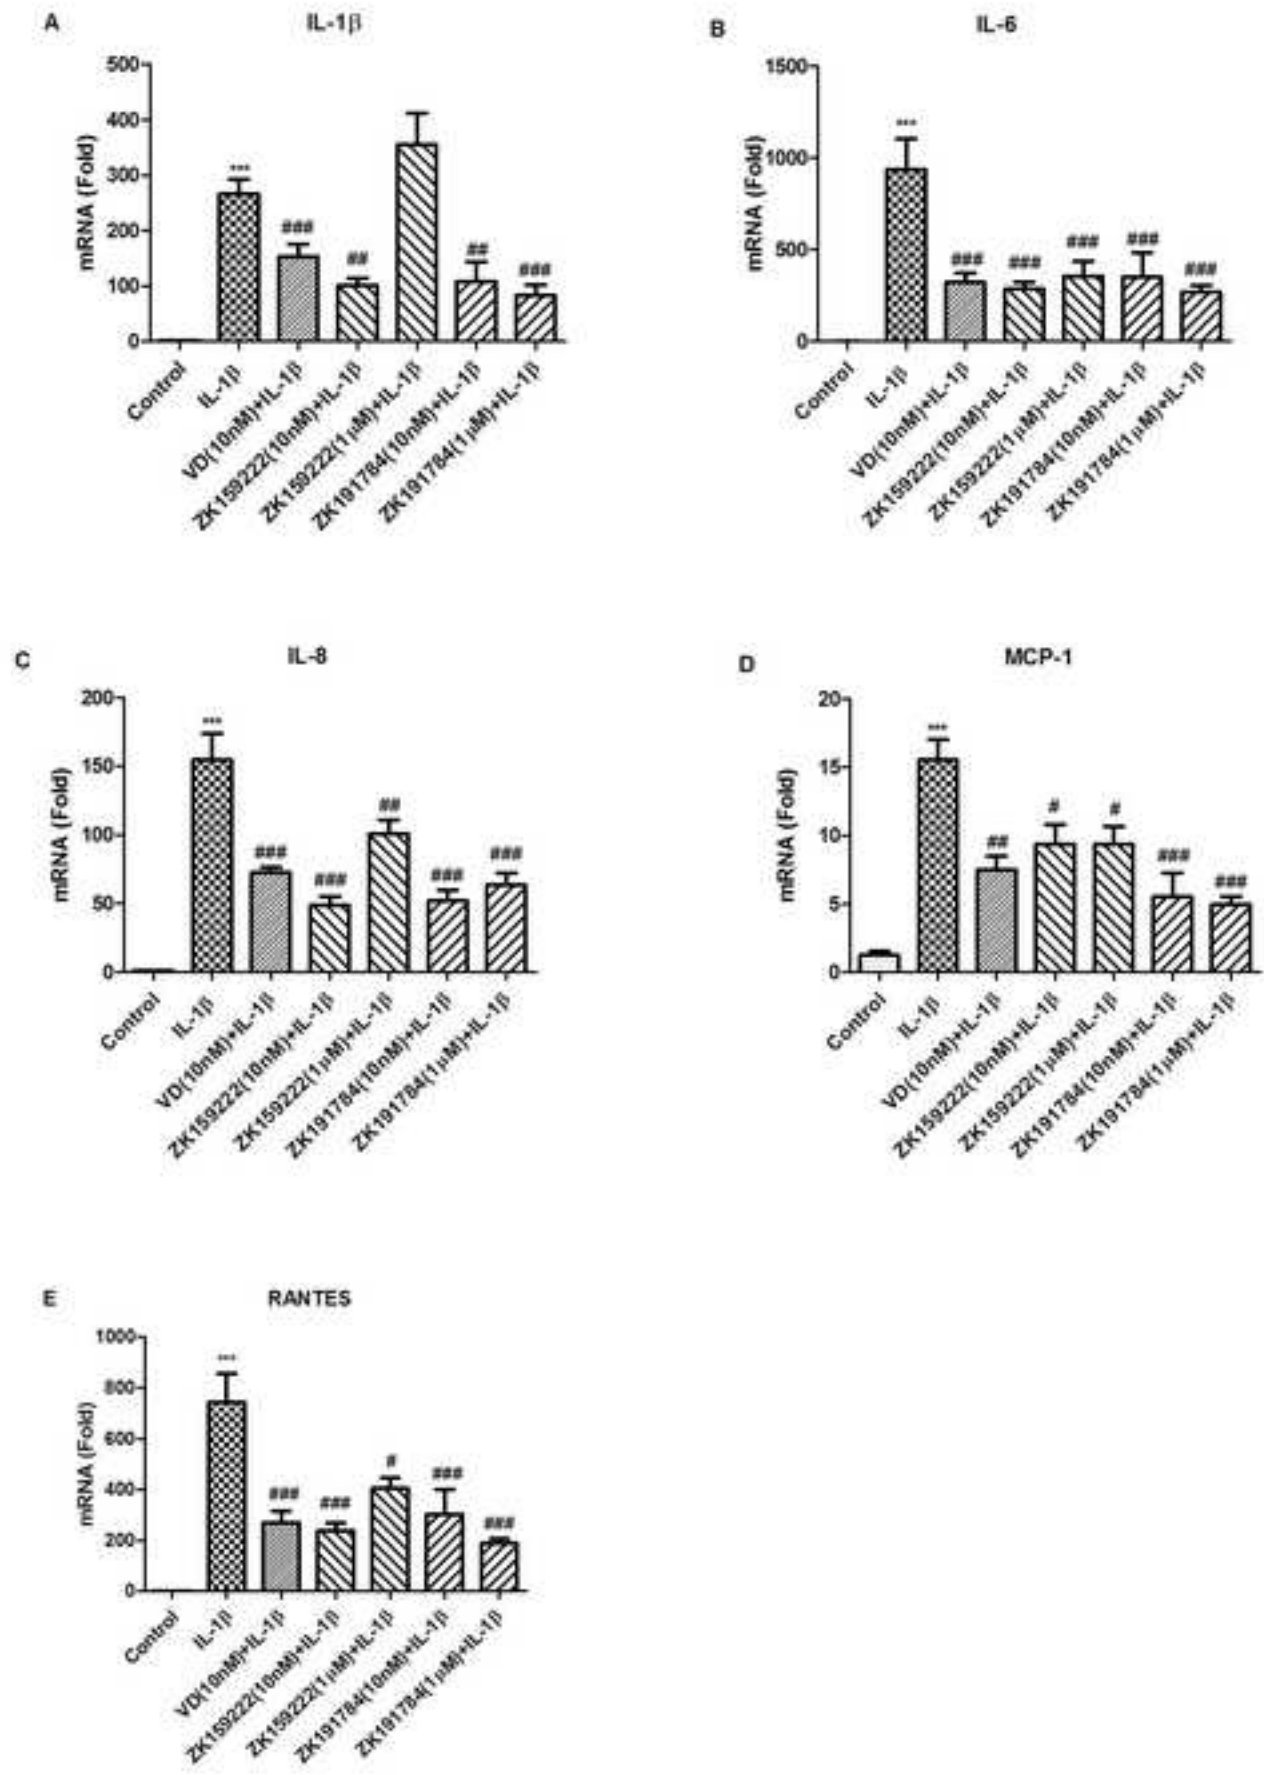 A
IL-1β
mRNA (Fold)
500
400
300
200
100
0
***
###
##
##
###
Control
IL-1β
VD(10nM)+IL-1β
ZK159222(10nM)+IL-1β
ZK159222(1μM)+IL-1β
ZK191784(10nM)+IL-1β
ZK191784(1μM)+IL-1β
B
IL-6
mRNA (Fold)
1500
1000
500
0
***
###
###
###
###
###
Control
IL-1β
VD(10nM)+IL-1β
ZK159222(10nM)+IL-1β
ZK159222(1μM)+IL-1β
ZK191784(10nM)+IL-1β
ZK191784(1μM)+IL-1β
C
IL-8
mRNA (Fold)
200
150
100
50
0
***
###
###
##
###
###
Control
IL-1β
VD(10nM)+IL-1β
ZK159222(10nM)+IL-1β
ZK159222(1μM)+IL-1β
ZK191784(10nM)+IL-1β
ZK191784(1μM)+IL-1β
D
MCP-1
mRNA (Fold)
20
15
10
5
0
***
##
#
#
###
###
Control
IL-1β
VD(10nM)+IL-1β
ZK159222(10nM)+IL-1β
ZK159222(1μM)+IL-1β
ZK191784(10nM)+IL-1β
ZK191784(1μM)+IL-1β
E
RANTES
mRNA (Fold)
1000
800
600
400
200
0
***
###
###
#
###
###
Control
IL-1β
VD(10nM)+IL-1β
ZK159222(10nM)+IL-1β
ZK159222(1μM)+IL-1β
ZK191784(10nM)+IL-1β
ZK191784(1μM)+IL-1β